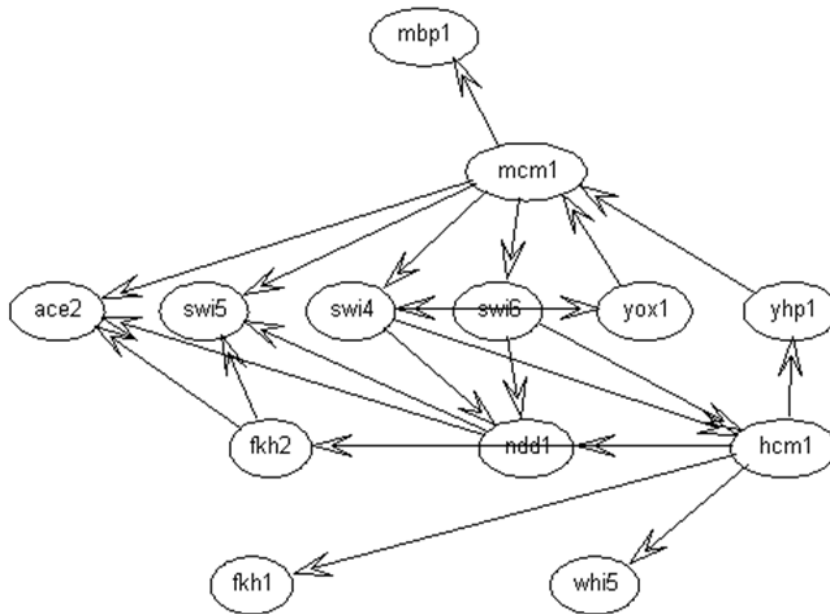 mbp1
mcm1
ace2
swi5
swi4
swi6
yox1
yhp1
fkh2
ndd1
hcm1
fkh1
whi5